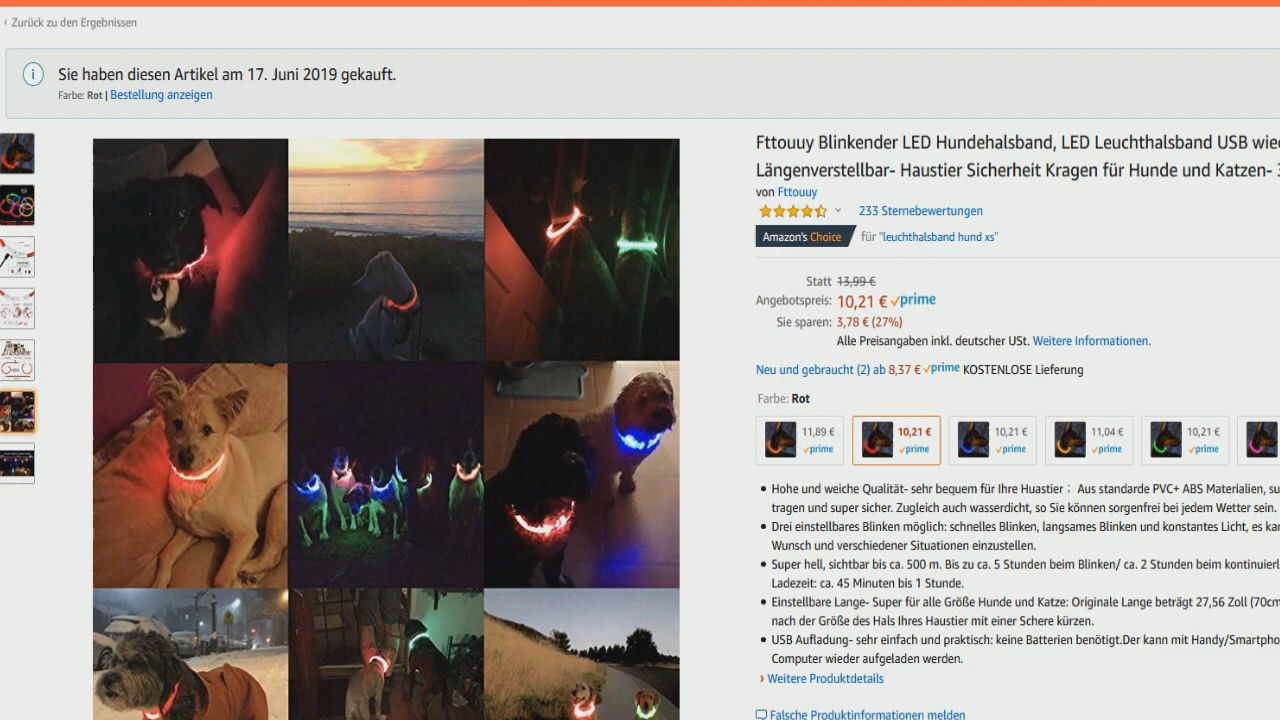 ‹ Zurück zu den Ergebnissen
i
Sie haben diesen Artikel am 17. Juni 2019 gekauft.
Farbe: Rot | Bestellung anzeigen
Fttouuy Blinkender LED Hundehalsband, LED Leuchthalsband USB wie
Längenverstellbar- Haustier Sicherheit Kragen für Hunde und Katzen-
von Fttouuy
233 Sternebewertungen
Amazon's Choice für "leuchthalsband hund xs"
Statt 13,99 €
Angebotspreis: 10,21 € prime
Sie sparen: 3,78 € (27%)
Alle Preisangaben inkl. deutscher USt. Weitere Informationen.
Neu und gebraucht (2) ab 8,37 € prime KOSTENLOSE Lieferung
Farbe: Rot
11,89 € 10,21 € 10,21 € 11,04 € 10,21 €
prime prime prime prime prime
• Hohe und weiche Qualität- sehr bequem für Ihre Huastier ; Aus standarde PVC+ ABS Materialien, su
tragen und super sicher. Zugleich auch wasserdicht, so Sie können sorgenfrei bei jedem Wetter sein.
• Drei einstellbares Blinken möglich: schnelles Blinken, langsames Blinken und konstantes Licht, es ka
Wunsch und verschiedener Situationen einzustellen.
• Super hell, sichtbar bis ca. 500 m. Bis zu ca. 5 Stunden beim Blinken/ ca. 2 Stunden beim kontinuierl
Ladezeit: ca. 45 Minuten bis 1 Stunde.
• Einstellbare Lange- Super für alle Größe Hunde und Katze: Originale Lange beträgt 27,56 Zoll (70cm
nach der Größe des Hals Ihres Haustier mit einer Schere kürzen.
• USB Aufladung- sehr einfach und praktisch: keine Batterien benötigt.Der kann mit Handy/Smartpho
Computer wieder aufgeladen werden.
› Weitere Produktdetails
Falsche Produktinformationen melden